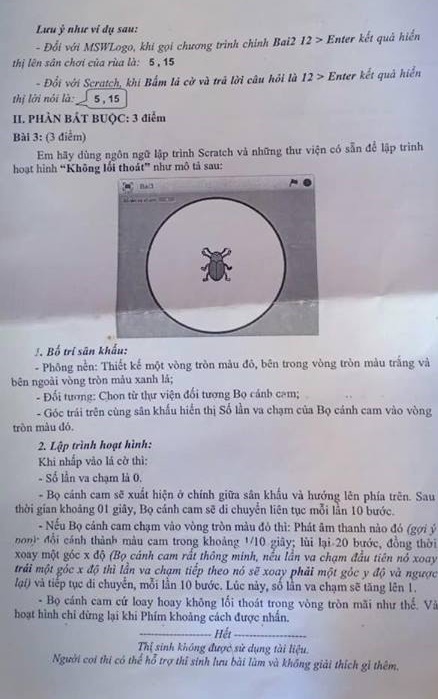 Lưu ý như ví dụ sau:
- Đối với MSWLogo, khi gọi chương trình chính Bai2 12 > Enter kết quả hiển
thị lên sân chơi của rùa là: 5 , 15
- Đối với Scratch, khi Bấm lá cờ và trả lời câu hỏi là 12 > Enter kết quả hiển
thị lời nói là: 5 , 15
II. PHẦN BẮT BUỘC: 3 điểm
Bài 3: (3 điểm)
Em hãy dùng ngôn ngữ lập trình Scratch và những thư viện có sẵn để lập trình
hoạt hình “Không lối thoát” như mô tả sau:
Bai3
1. Bố trí sân khấu:
- Phông nền: Thiết kế một vòng tròn màu đỏ, bên trong vòng tròn màu trắng và
bên ngoài vòng tròn màu xanh lá;
- Đối tượng: Chọn từ thư viện đối tượng Bọ cánh cam;
- Góc trái trên cùng sân khấu hiển thị Số lần va chạm của Bọ cánh cam vào vòng
tròn màu đỏ.
2. Lập trình hoạt hình:
Khi nhấp vào lá cờ thì:
- Số lần va chạm là 0.
- Bọ cánh cam sẽ xuất hiện ở chính giữa sân khấu và hướng lên phía trên. Sau
thời gian khoảng 01 giây, Bọ cánh cam sẽ di chuyển liên tục mỗi lần 10 bước.
- Nếu Bọ cánh cam chạm vào vòng tròn màu đỏ thì: Phát âm thanh nào đó (gợi ý
pop); đổi cánh thành màu cam trong khoảng 1/10 giây; lùi lại 20 bước, đồng thời
xoay một góc x độ (Bọ cánh cam rất thông minh, nếu lần va chạm đầu tiên nó xoay
trái một góc x độ thì lần va chạm tiếp theo nó sẽ xoay phải một góc y độ và ngược
lại) và tiếp tục di chuyển, mỗi lần 10 bước. Lúc này, số lần va chạm sẽ tăng lên 1.
- Bọ cánh cam cứ loay hoay không lối thoát trong vòng tròn mãi như thế. Và
hoạt hình chỉ dừng lại khi Phím khoảng cách được nhấn.
Hết
Thí sinh không được sử dụng tài liệu.
Người coi thi có thể hỗ trợ thí sinh lưu bài làm và không giải thích gì thêm.